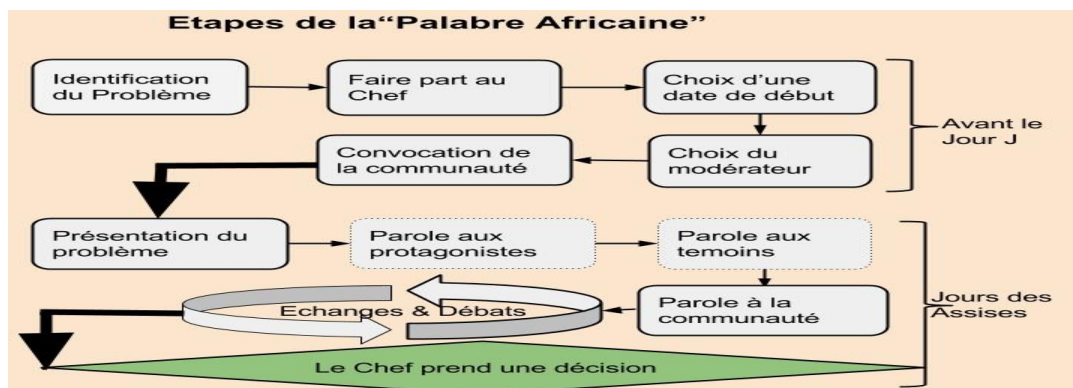 Etapes de la“Palabre Africaine”
Identification
du Problème
Faire part au
Chef
Choix d’une
date de début
Avant le
Jour J
Convocation de
la communauté
Choix du
modérateur
Présentation du
problème
Parole aux
protagonistes
Parole aux
temoins
Echanges & Débats
Parole à la
communauté
Jours des
Assises
Le Chef prend une décision